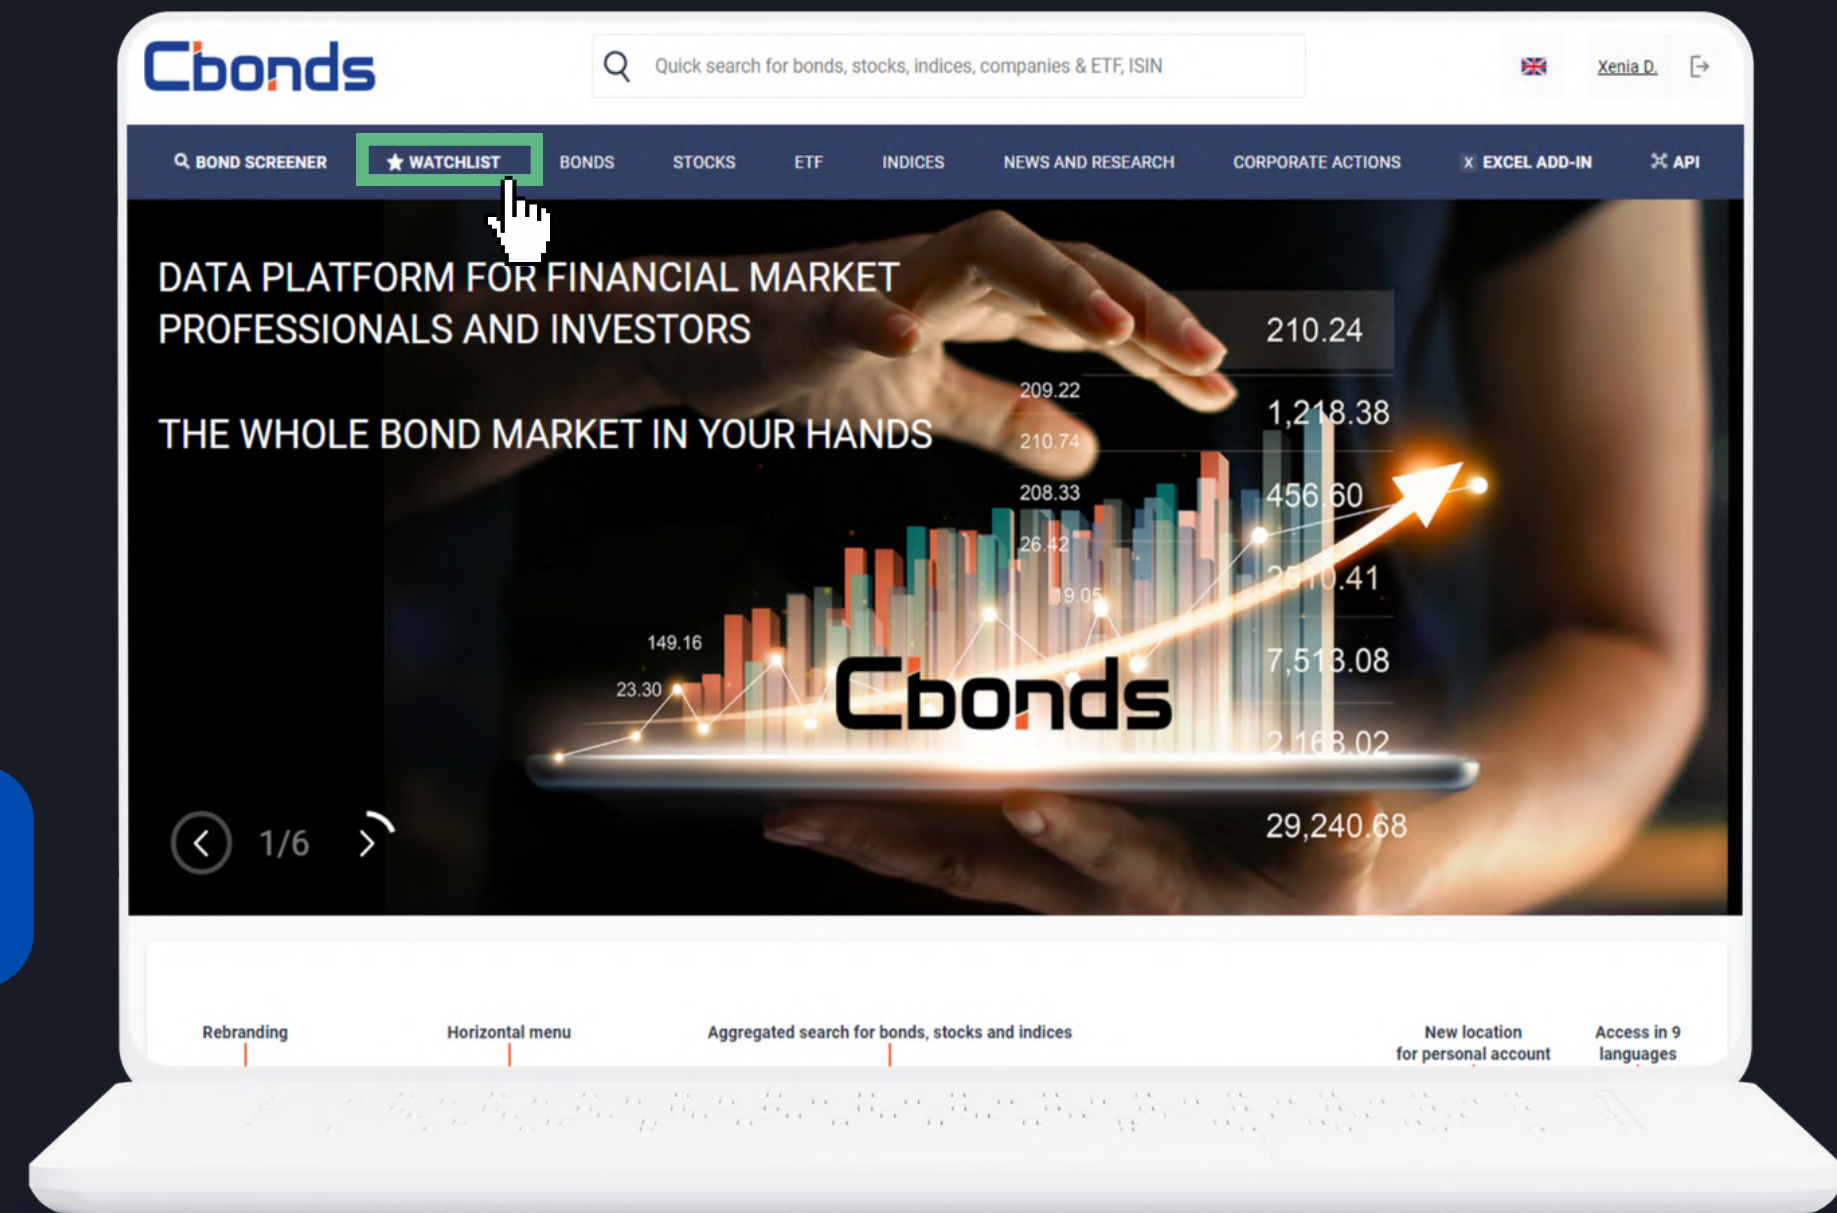 Cbonds
Quick search for bonds, stocks, indices, companies & ETF, ISIN
Xenia D.
BOND SCREENER
WATCHLIST
BONDS
STOCKS
ETF
INDICES
NEWS AND RESEARCH
CORPORATE ACTIONS
X EXCEL ADD-IN
API
DATA PLATFORM FOR FINANCIAL MARKET
PROFESSIONALS AND INVESTORS
THE WHOLE BOND MARKET IN YOUR HANDS
210.24
209.22
1,218.38
210.74
208.33
456.60
26.42
2510.41
19.05
149.16
7,513.08
23.30
Cbonds
2,163.02
29,240.68
1/6
Rebranding
Horizontal menu
Aggregated search for bonds, stocks and indices
New location
for personal account
Access in 9
languages